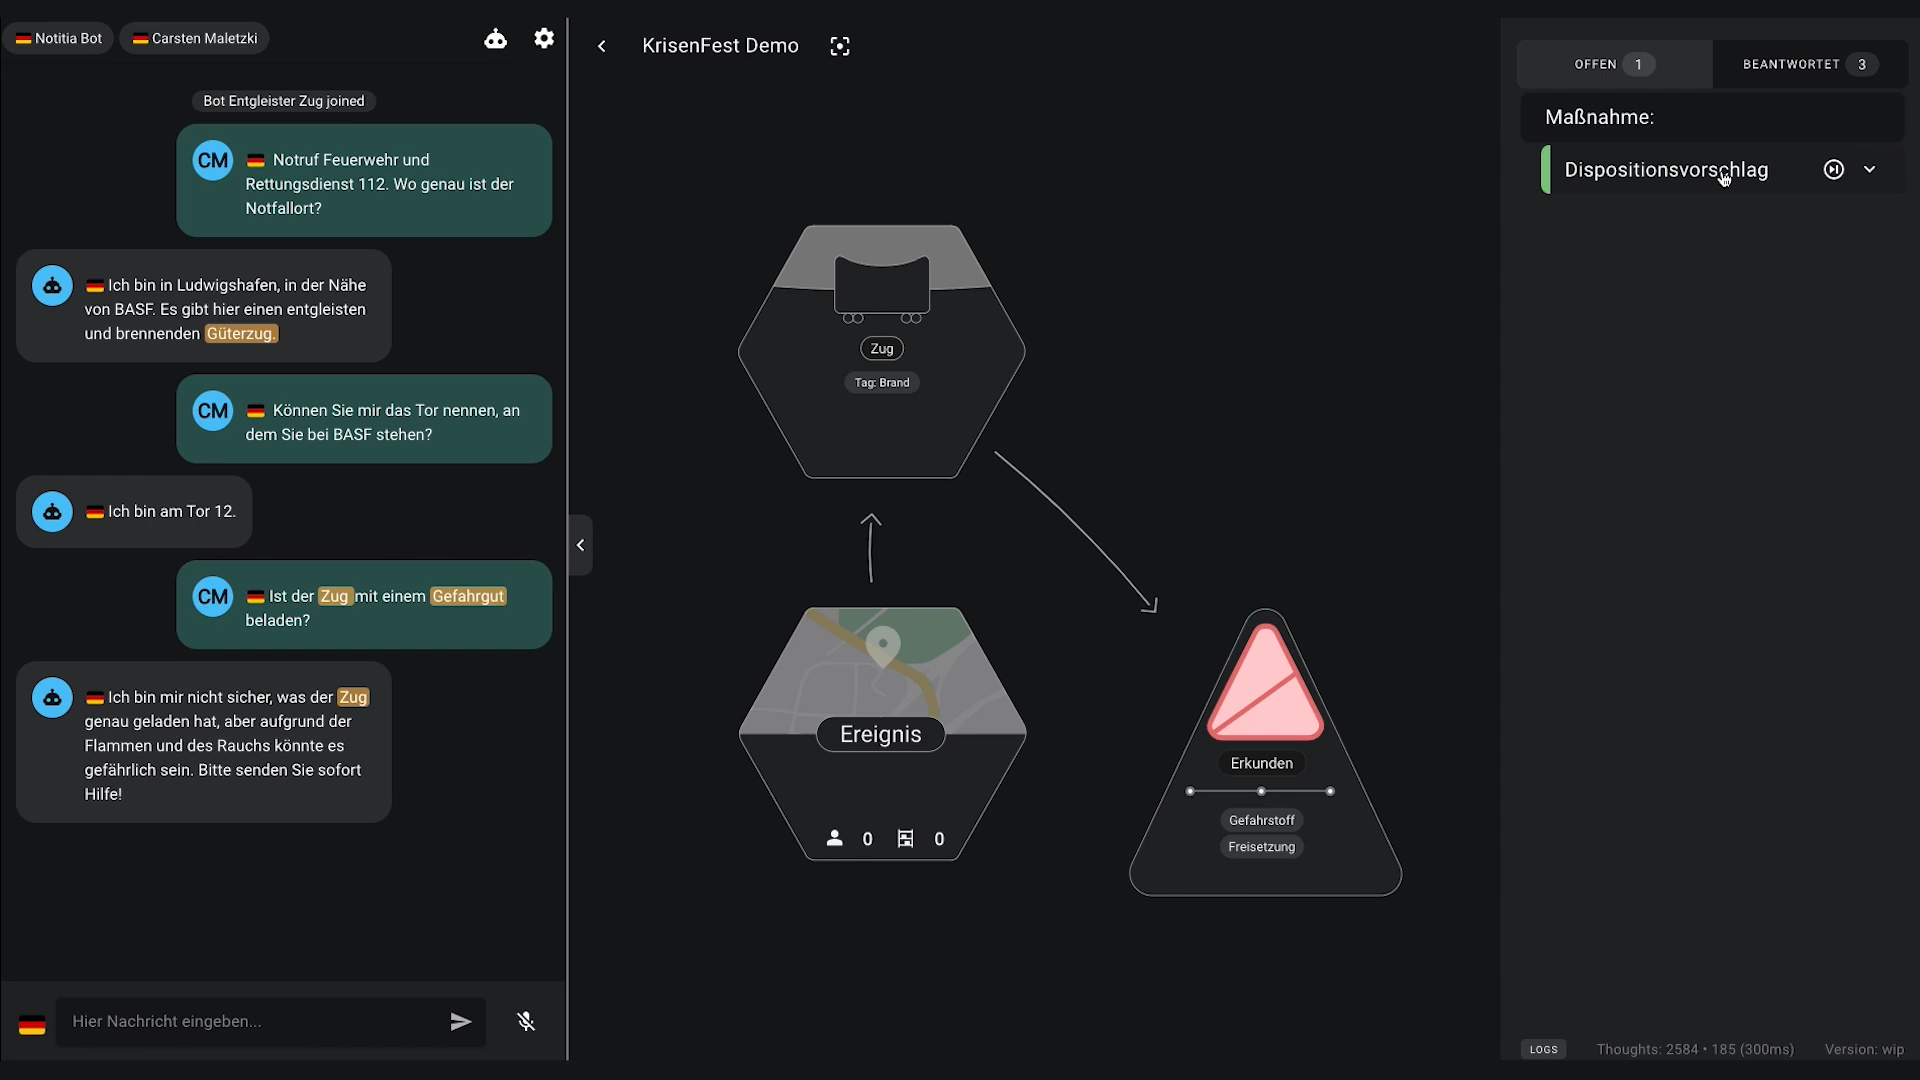 Notitia Bot
Carsten Maletzki
Bot Entgleister Zug joined
CM
Notruf Feuerwehr und
Rettungsdienst 112. Wo genau ist der
Notfallort?
Ich bin in Ludwigshafen, in der Nähe
von BASF. Es gibt hier einen entgleisten
und brennenden Güterzug.
CM
Können Sie mir das Tor nennen, an
dem Sie bei BASF stehen?
Ich bin am Tor 12.
CM
Ist der Zug mit einem Gefahrgut
beladen?
Ich bin mir nicht sicher, was der Zug
genau geladen hat, aber aufgrund der
Flammen und des Rauchs könnte es
gefährlich sein. Bitte senden Sie sofort
Hilfe!
Hier Nachricht eingeben...
KrisenFest Demo
Zug
Tag: Brand
Ereignis
0 0
Erkunden
Gefahrstoff
Freisetzung
OFFEN 1
BEANTWORTET 3
Maßnahme:
Dispositionsvorschlag
LOGS
Thoughts: 2584 • 185 (300ms)
Version: wip